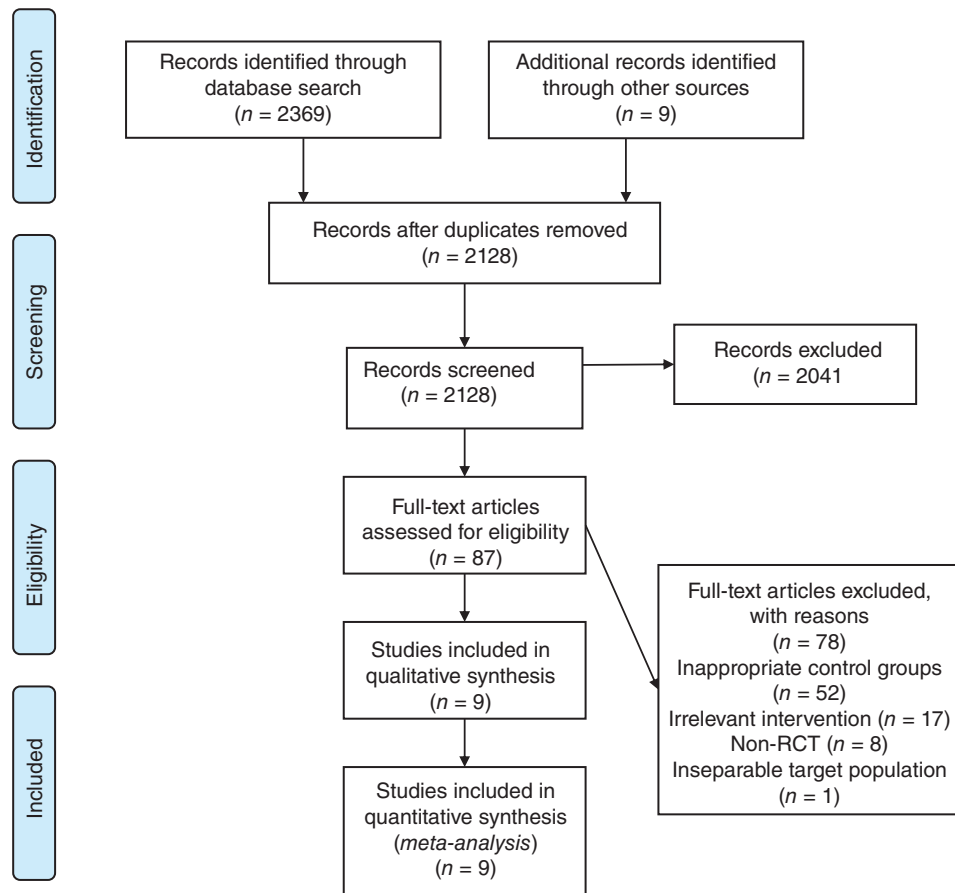 Identification
Records identified through
database search
(n = 2369)
Additional records identified
through other sources
(n = 9)
Records after duplicates removed
(n = 2128)
Screening
Records screened
(n = 2128)
Records excluded
(n = 2041
Eligibility
Full-text articles
assessed for eligibility
(n = 87)
Full-text articles excluded,
with reasons
(n = 78)
Inappropriate control groups
(n = 52)
Irrelevant intervention (n = 17)
Non-RCT (n = 8)
Inseparable target population
(n = 1)
Studies included in
qualitative synthesis
(n = 9)
Included
Studies included in
quantitative synthesis
(meta-analysis)
(n = 9)